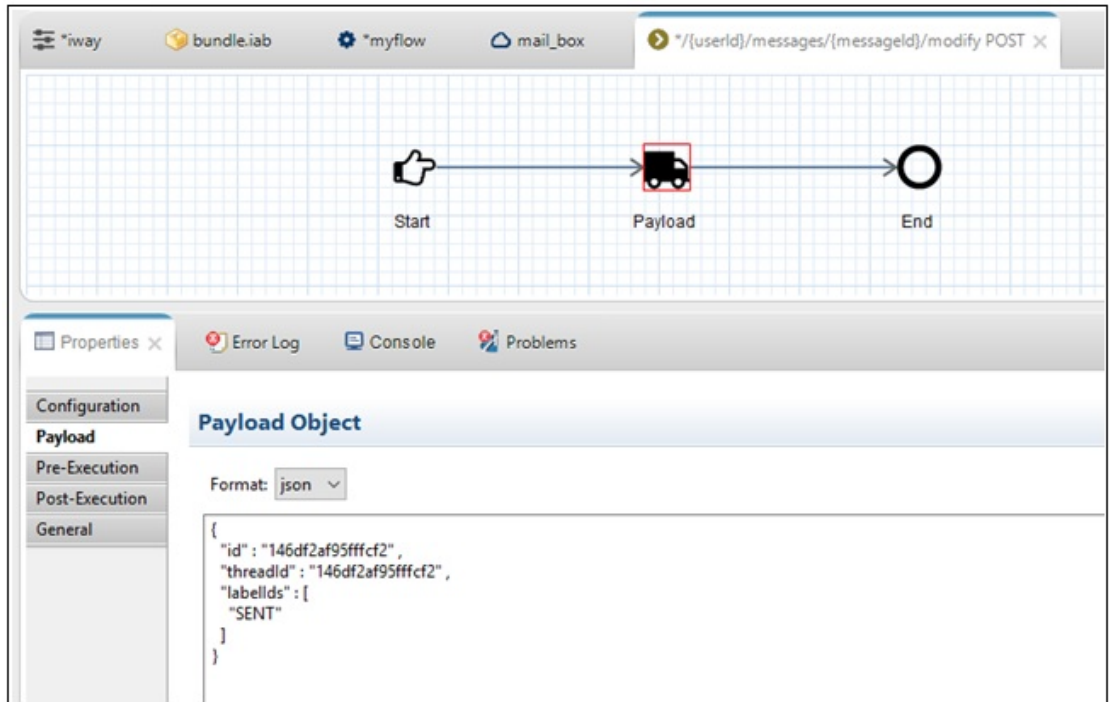 *iway bundle.iab *myflow mail_box */{userId}/messages/{messageId}/modify POST
Start Payload End
Properties Error Log Console Problems
Configuration
Payload
Pre-Execution
Post-Execution
General
Payload Object
Format: json
{
"id" : "146df2af95fffcf2" ,
"threadId" : "146df2af95fffcf2" ,
"labelIds" : [
"SENT"
]
}